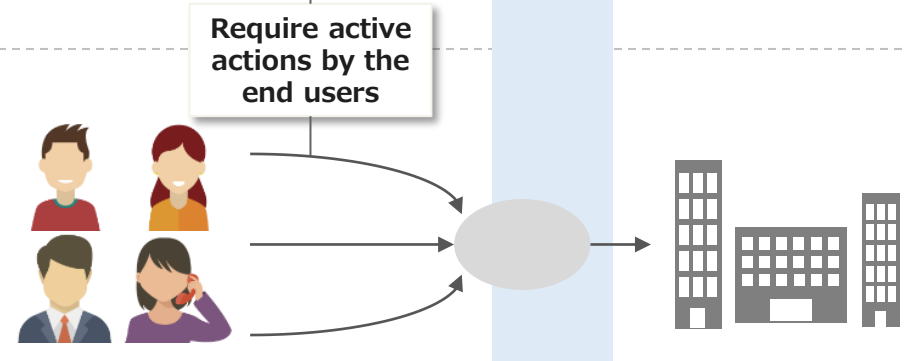 Require active
actions by the
end users